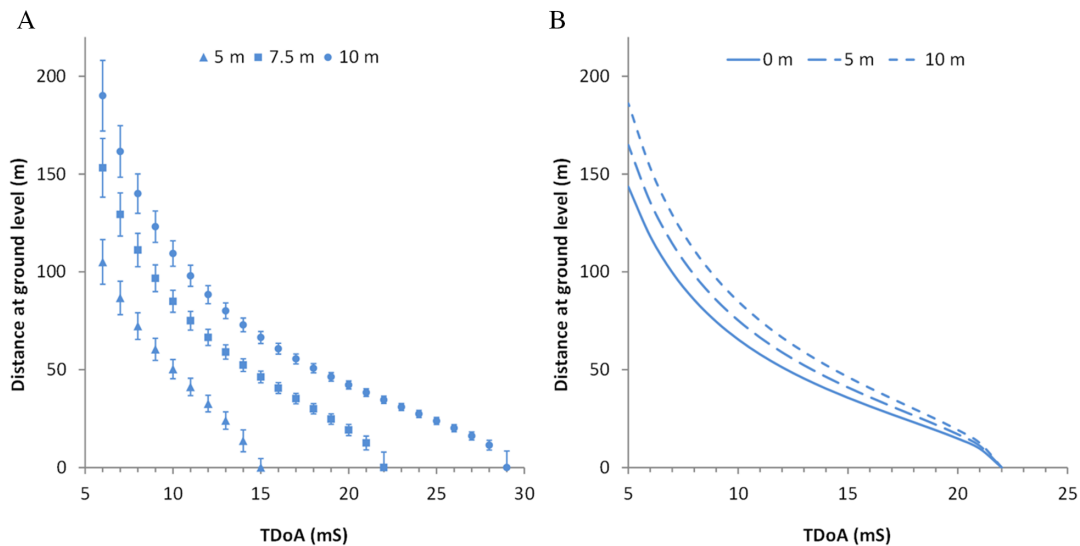 A
5 m 7.5 m 10 m
200
150
100
50
0
5 10 15 20 25 30
Distance at ground level (m)
TDoA (mS)
B
0 m 5 m 10 m
200
150
100
50
0
5 10 15 20 25
Distance at ground level (m)
TDoA (mS)